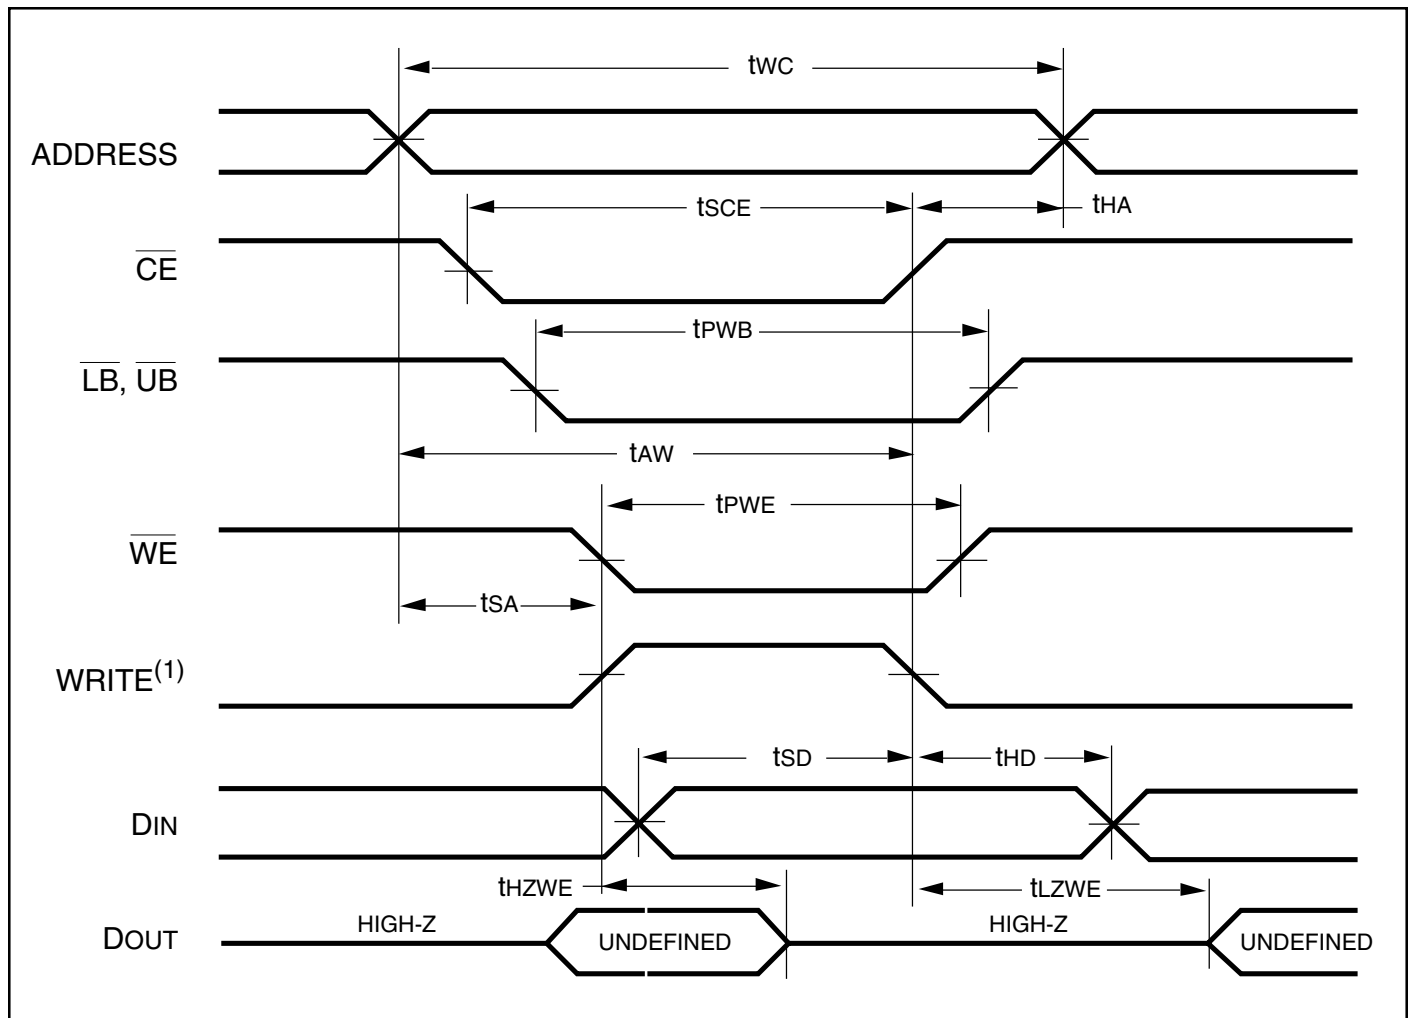 tWC
ADDRESS
tSCE
tHA
CE
tPWB
LB, UB
tAW
tPWE
WE
tSA
WRITE(1)
tSD
tHD
DIN
tHZWE
tLZWE
DOUT
HIGH-Z
UNDEFINED
HIGH-Z
UNDEFINED